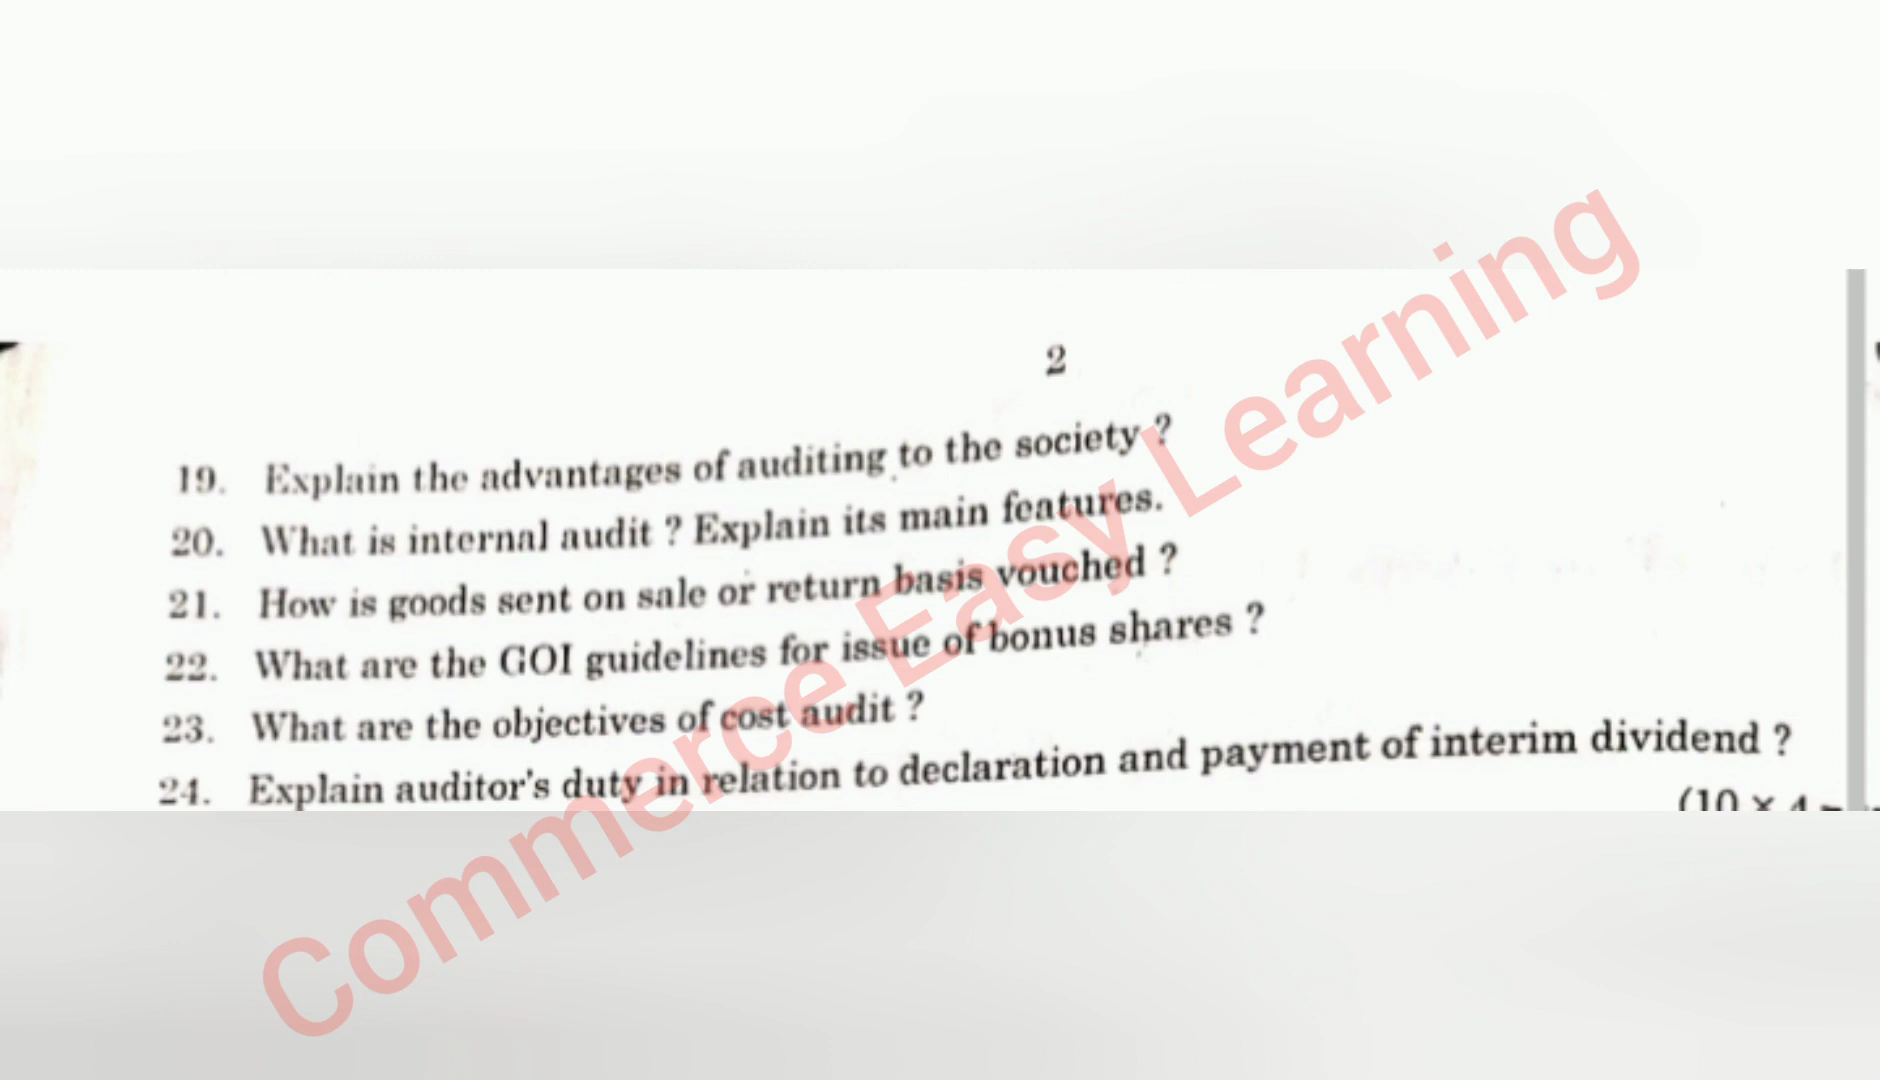 2
19. Explain the advantages of auditing to the society ?
20. What is internal audit ? Explain its main features.
21. How is goods sent on sale or return basis vouched ?
22. What are the GOI guidelines for issue of bonus shares ?
23. What are the objectives of cost audit ?
24. Explain auditor's duty in relation to declaration and payment of interim dividend ?
(10 × 4
Commerce Easy Learning